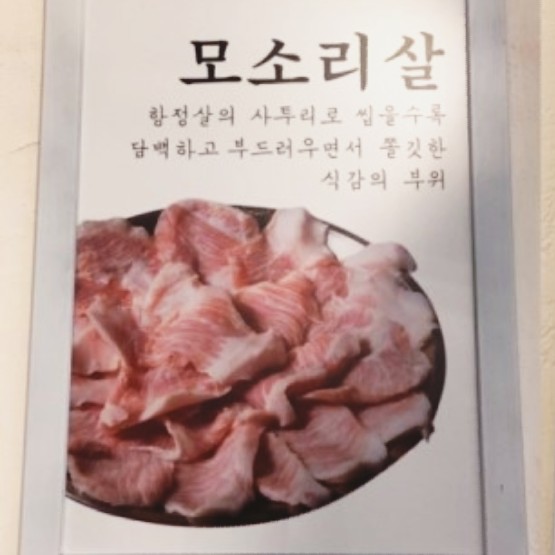 모소리살
항정살의 사투리로 씹을수록
담백하고 부드러우면서 쫄깃한
식감의 부위